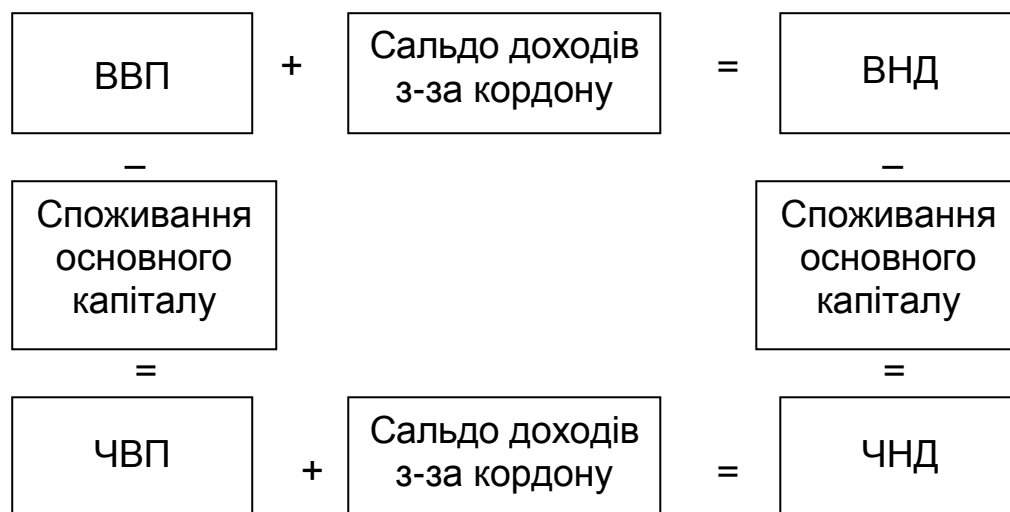 ВВП + Сальдо доходів = ВНД
з-за кордону
– –
Споживання Споживання
основного основного
капіталу капіталу
= =
ЧВП + Сальдо доходів = ЧНД
з-за кордону